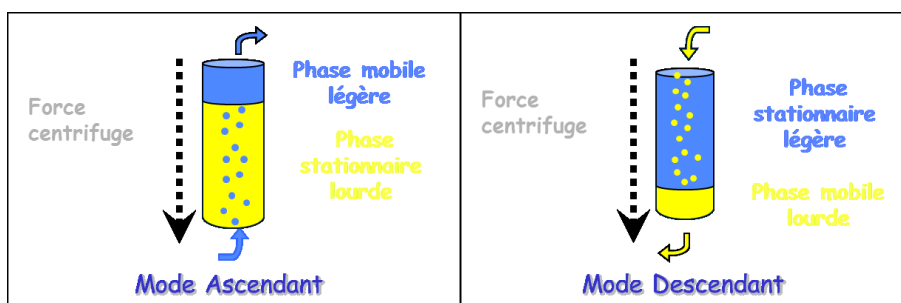 Force
centrifuge
Phase mobile
légère
Phase
stationnaire
lourde
Mode Ascendant
Force
centrifuge
Phase
stationnaire
légère
Phase mobile
lourde
Mode Descendant